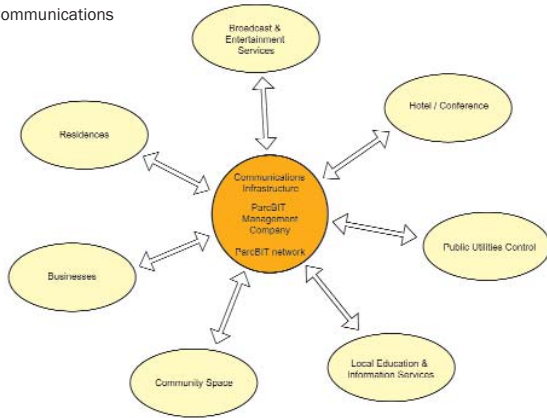 ommunications
Broadcast &
Entertainment
Services
Hotel / Conference
Residences
Communications
Infrastructure
ParcBIT
Management
Company
ParcBIT network
Public Utilities Control
Businesses
Local Education &
Information Services
Community Space